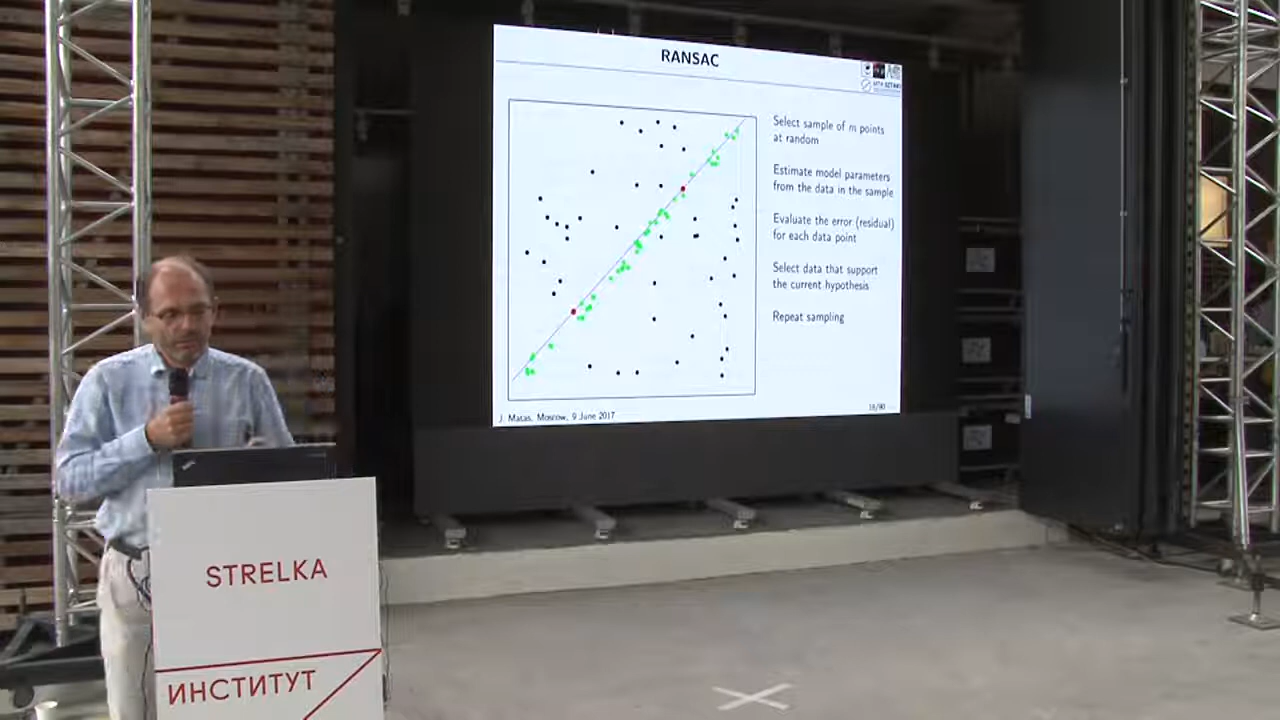 RANSAC
Select sample of m points
at random
Estimate model parameters
from the data in the sample
Evaluate the error (residual)
for each data point
Select data that support
the current hypothesis
Repeat sampling
J. Matas, Moscow, 9 June 2017
16/90
STRELKA
ИНСТИТУТ